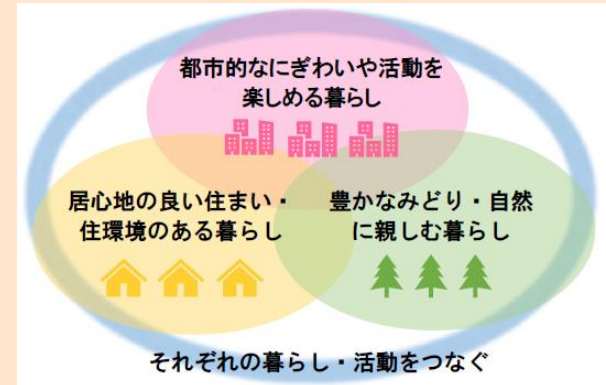 都市的なにぎわいや活動を
楽しめる暮らし
居心地の良い住まい・
住環境のある暮らし
豊かなみどり・自然
に親しむ暮らし
それぞれの暮らし・活動をつなぐ